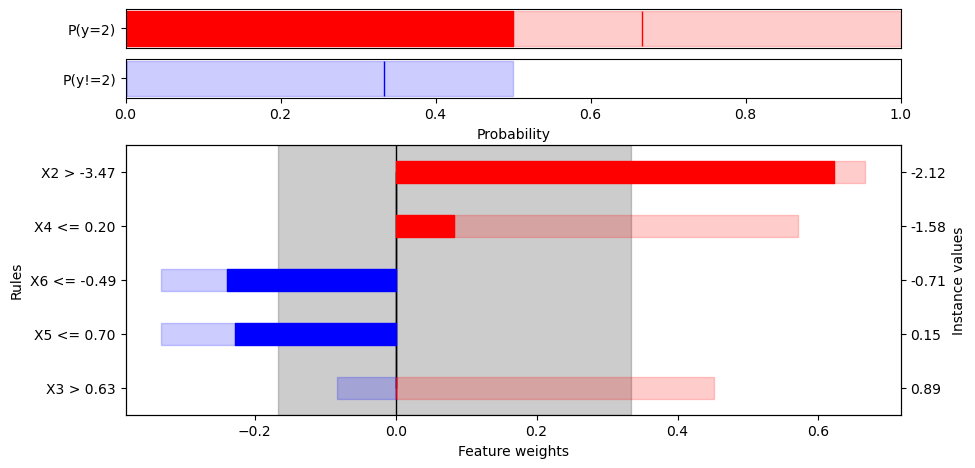 P(y=2)
P(y!=2)
0.0 0.2 0.4 0.6 0.8 1.0
Probability
X2 > -3.47 -2.12
X4 <= 0.20 -1.58
X6 <= -0.49 -0.71
X5 <= 0.70 0.15
X3 > 0.63 0.89
Rules
Instance values
−0.2 0.0 0.2 0.4 0.6
Feature weights